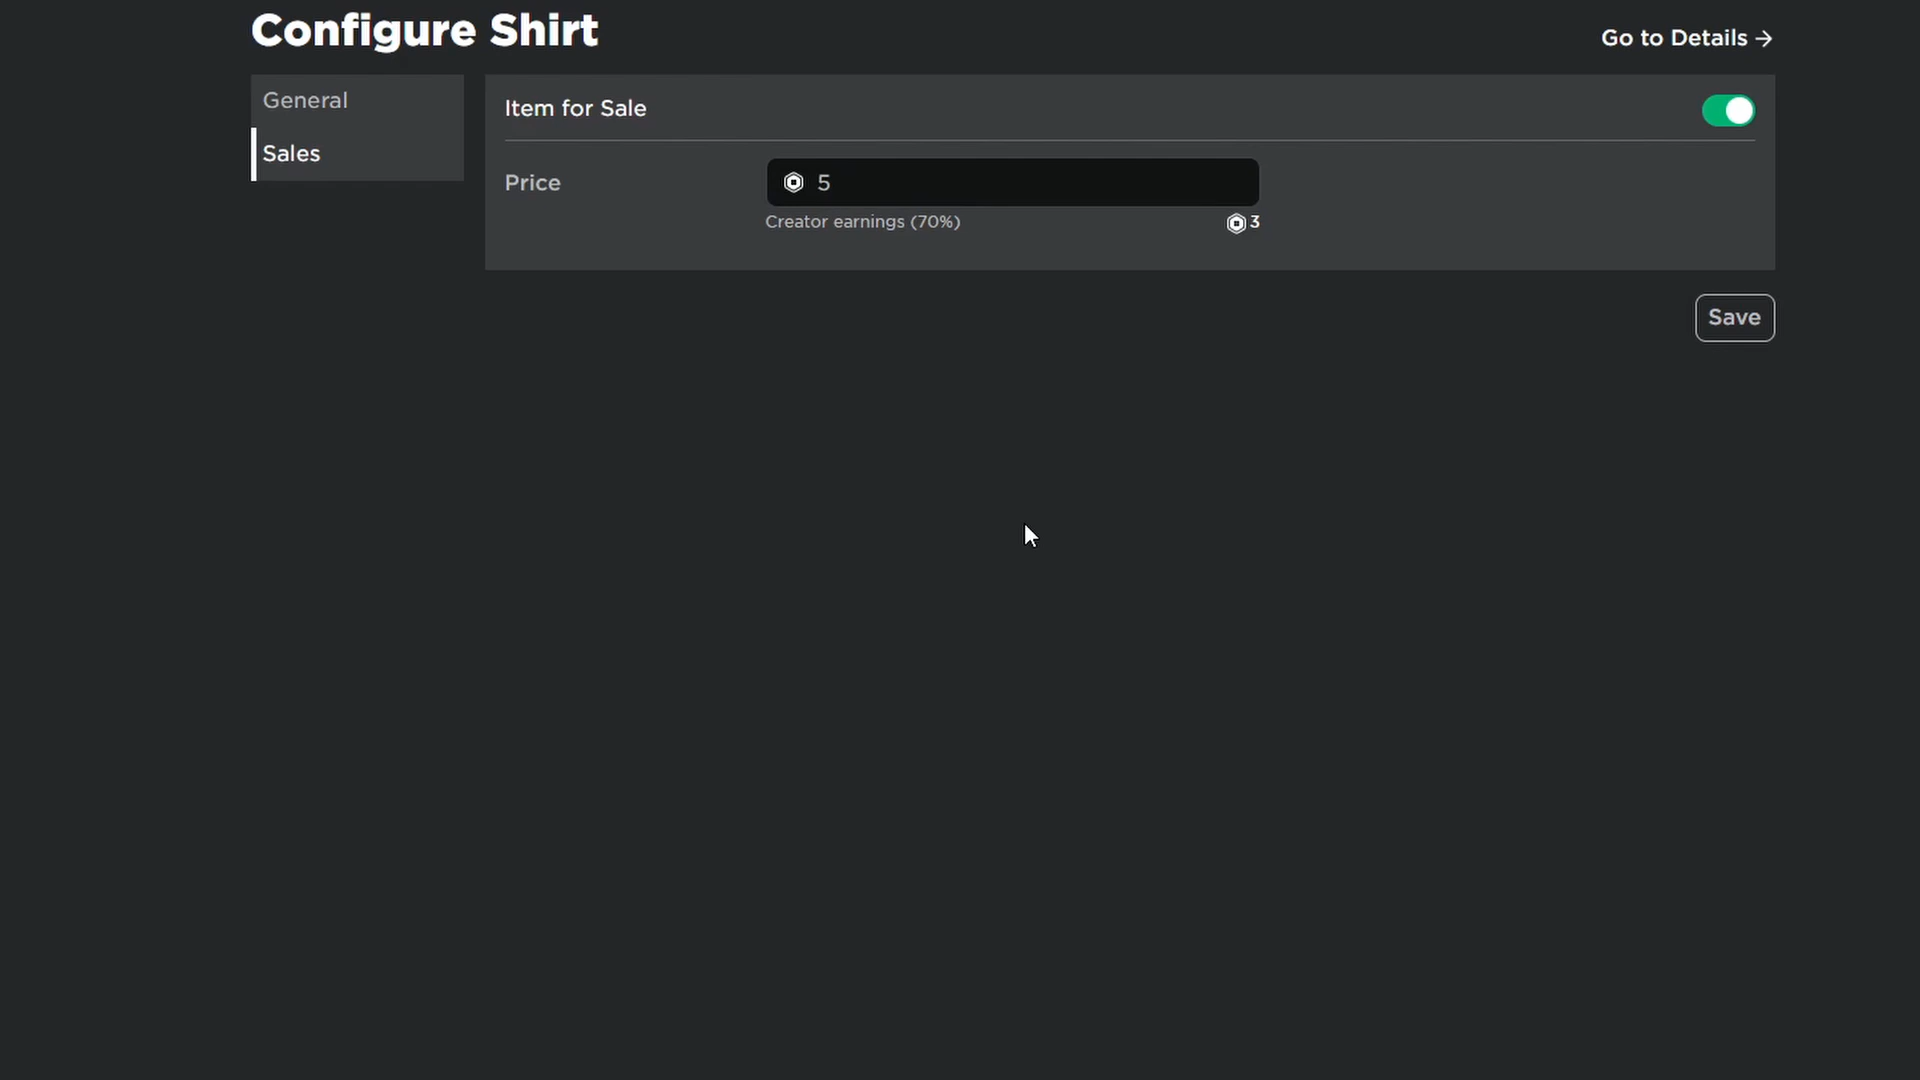 Configure Shirt
Go to Details →
General
Sales
Item for Sale
Price
5
Creator earnings (70%)
3
Save